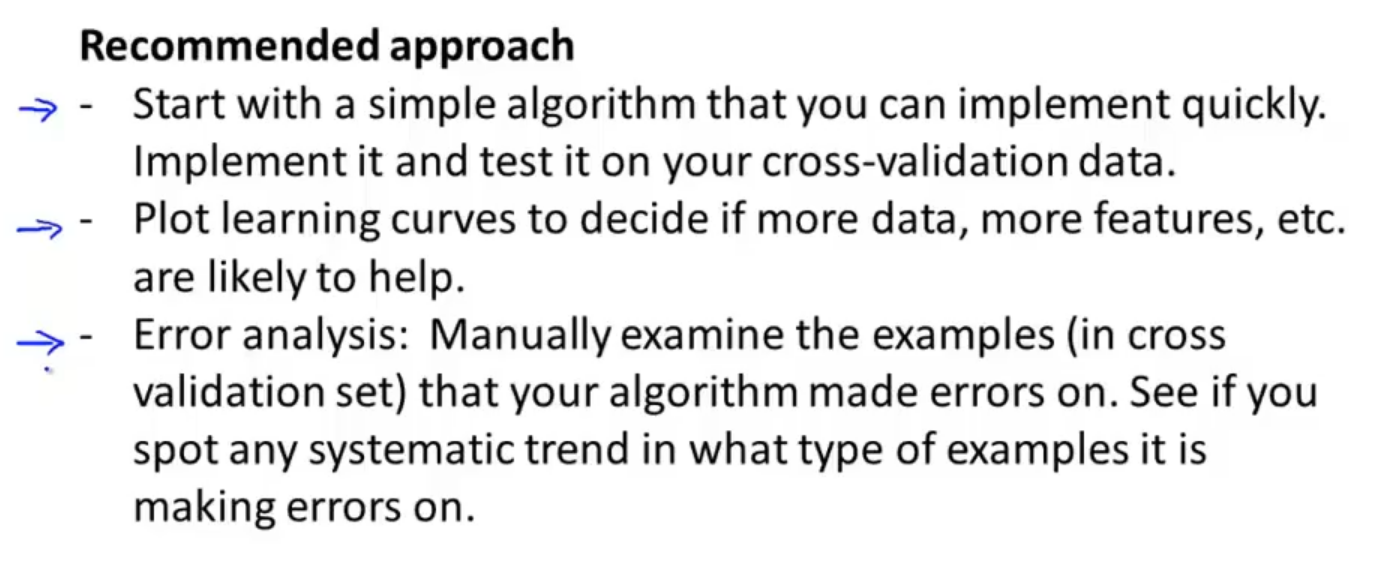 Recommended approach
- Start with a simple algorithm that you can implement quickly.
Implement it and test it on your cross-validation data.
- Plot learning curves to decide if more data, more features, etc.
are likely to help.
- Error analysis: Manually examine the examples (in cross
validation set) that your algorithm made errors on. See if you
spot any systematic trend in what type of examples it is
making errors on.